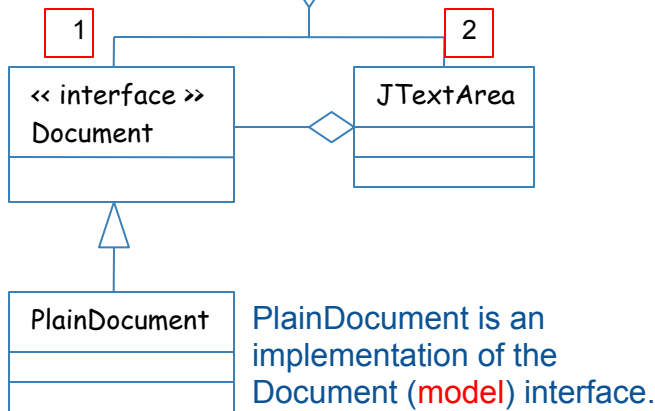 1
2
‹‹ interface ››
Document
JTextArea
PlainDocument
PlainDocument is an
implementation of the
Document (model) interface.